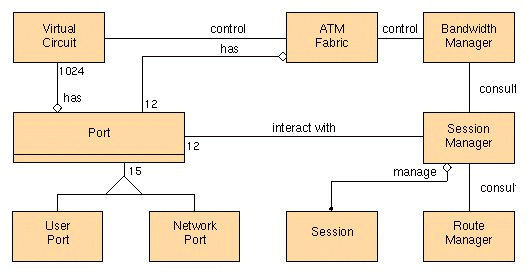 Virtual
Circuit
control
ATM
Fabric
control
Bandwidth
Manager
has
1024
has
12
consult
Port
12
interact with
Session
Manager
15
manage
consult
User
Port
Network
Port
Session
Route
Manager